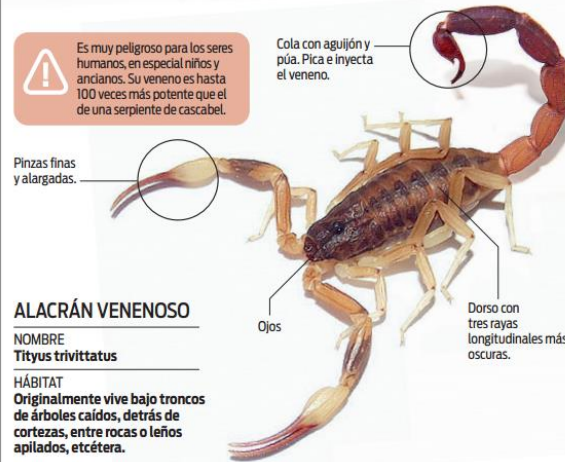 Es muy peligroso para los seres
humanos, en especial niños y
ancianos. Su veneno es hasta
100 veces más potente que el
de una serpiente de cascabel.
Cola con aguijón y
púa. Pica e inyecta
el veneno.
Pinzas finas
y alargadas.
Ojos
Dorso con
tres rayas
longitudinales más
oscuras.
ALACRÁN VENENOSO
NOMBRE
Tityus trivittatus
HÁBITAT
Originalmente vive bajo troncos
de árboles caídos, detrás de
cortezas, entre rocas o leños
apilados, etcétera.